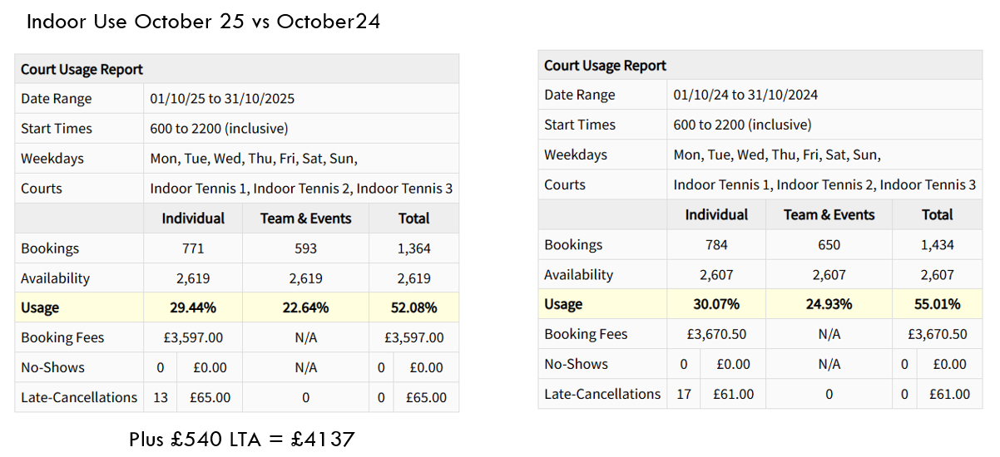 Indoor Use October 25 vs October24
Court Usage Report
Date Range 01/10/25 to 31/10/2025
Start Times 600 to 2200 (inclusive)
Weekdays Mon, Tue, Wed, Thu, Fri, Sat, Sun,
Courts Indoor Tennis 1, Indoor Tennis 2, Indoor Tennis 3
Individual Team & Events Total
Bookings 771 593 1,364
Availability 2,619 2,619 2,619
Usage 29.44% 22.64% 52.08%
Booking Fees £3,597.00 N/A £3,597.00
No-Shows 0 £0.00 N/A 0 £0.00
Late-Cancellations 13 £65.00 0 0 £65.00
Plus £540 LTA = £4137
Court Usage Report
Date Range 01/10/24 to 31/10/2024
Start Times 600 to 2200 (inclusive)
Weekdays Mon, Tue, Wed, Thu, Fri, Sat, Sun,
Courts Indoor Tennis 1, Indoor Tennis 2, Indoor Tennis 3
Individual Team & Events Total
Bookings 784 650 1,434
Availability 2,607 2,607 2,607
Usage 30.07% 24.93% 55.01%
Booking Fees £3,670.50 N/A £3,670.50
No-Shows 0 £0.00 N/A 0 £0.00
Late-Cancellations 17 £61.00 0 0 £61.00